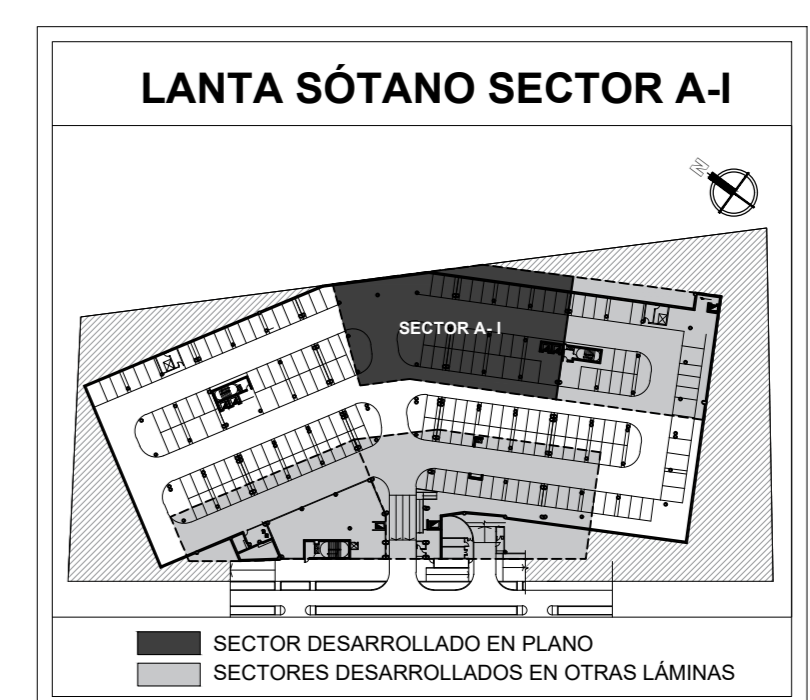 LANTA SÓTANO SECTOR A-I
N
SECTOR A- I
SECTOR DESARROLLADO EN PLANO
SECTORES DESARROLLADOS EN OTRAS LÁMINAS